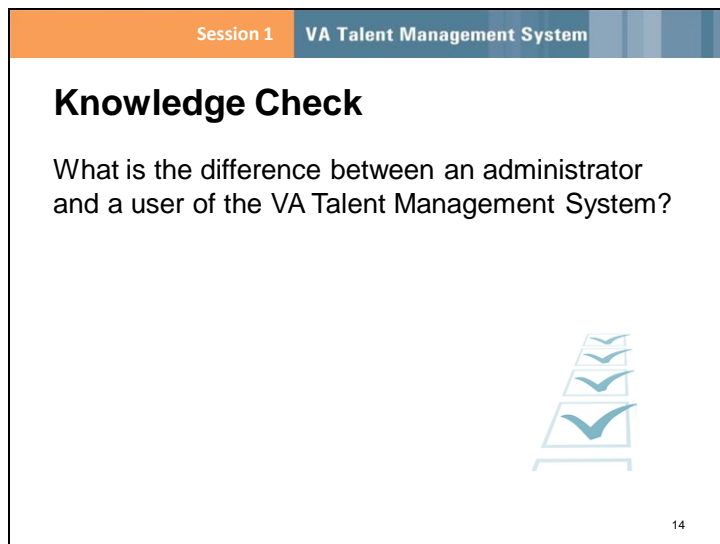 Session 1 VA Talent Management System
Knowledge Check
What is the difference between an administrator
and a user of the VA Talent Management System?
14